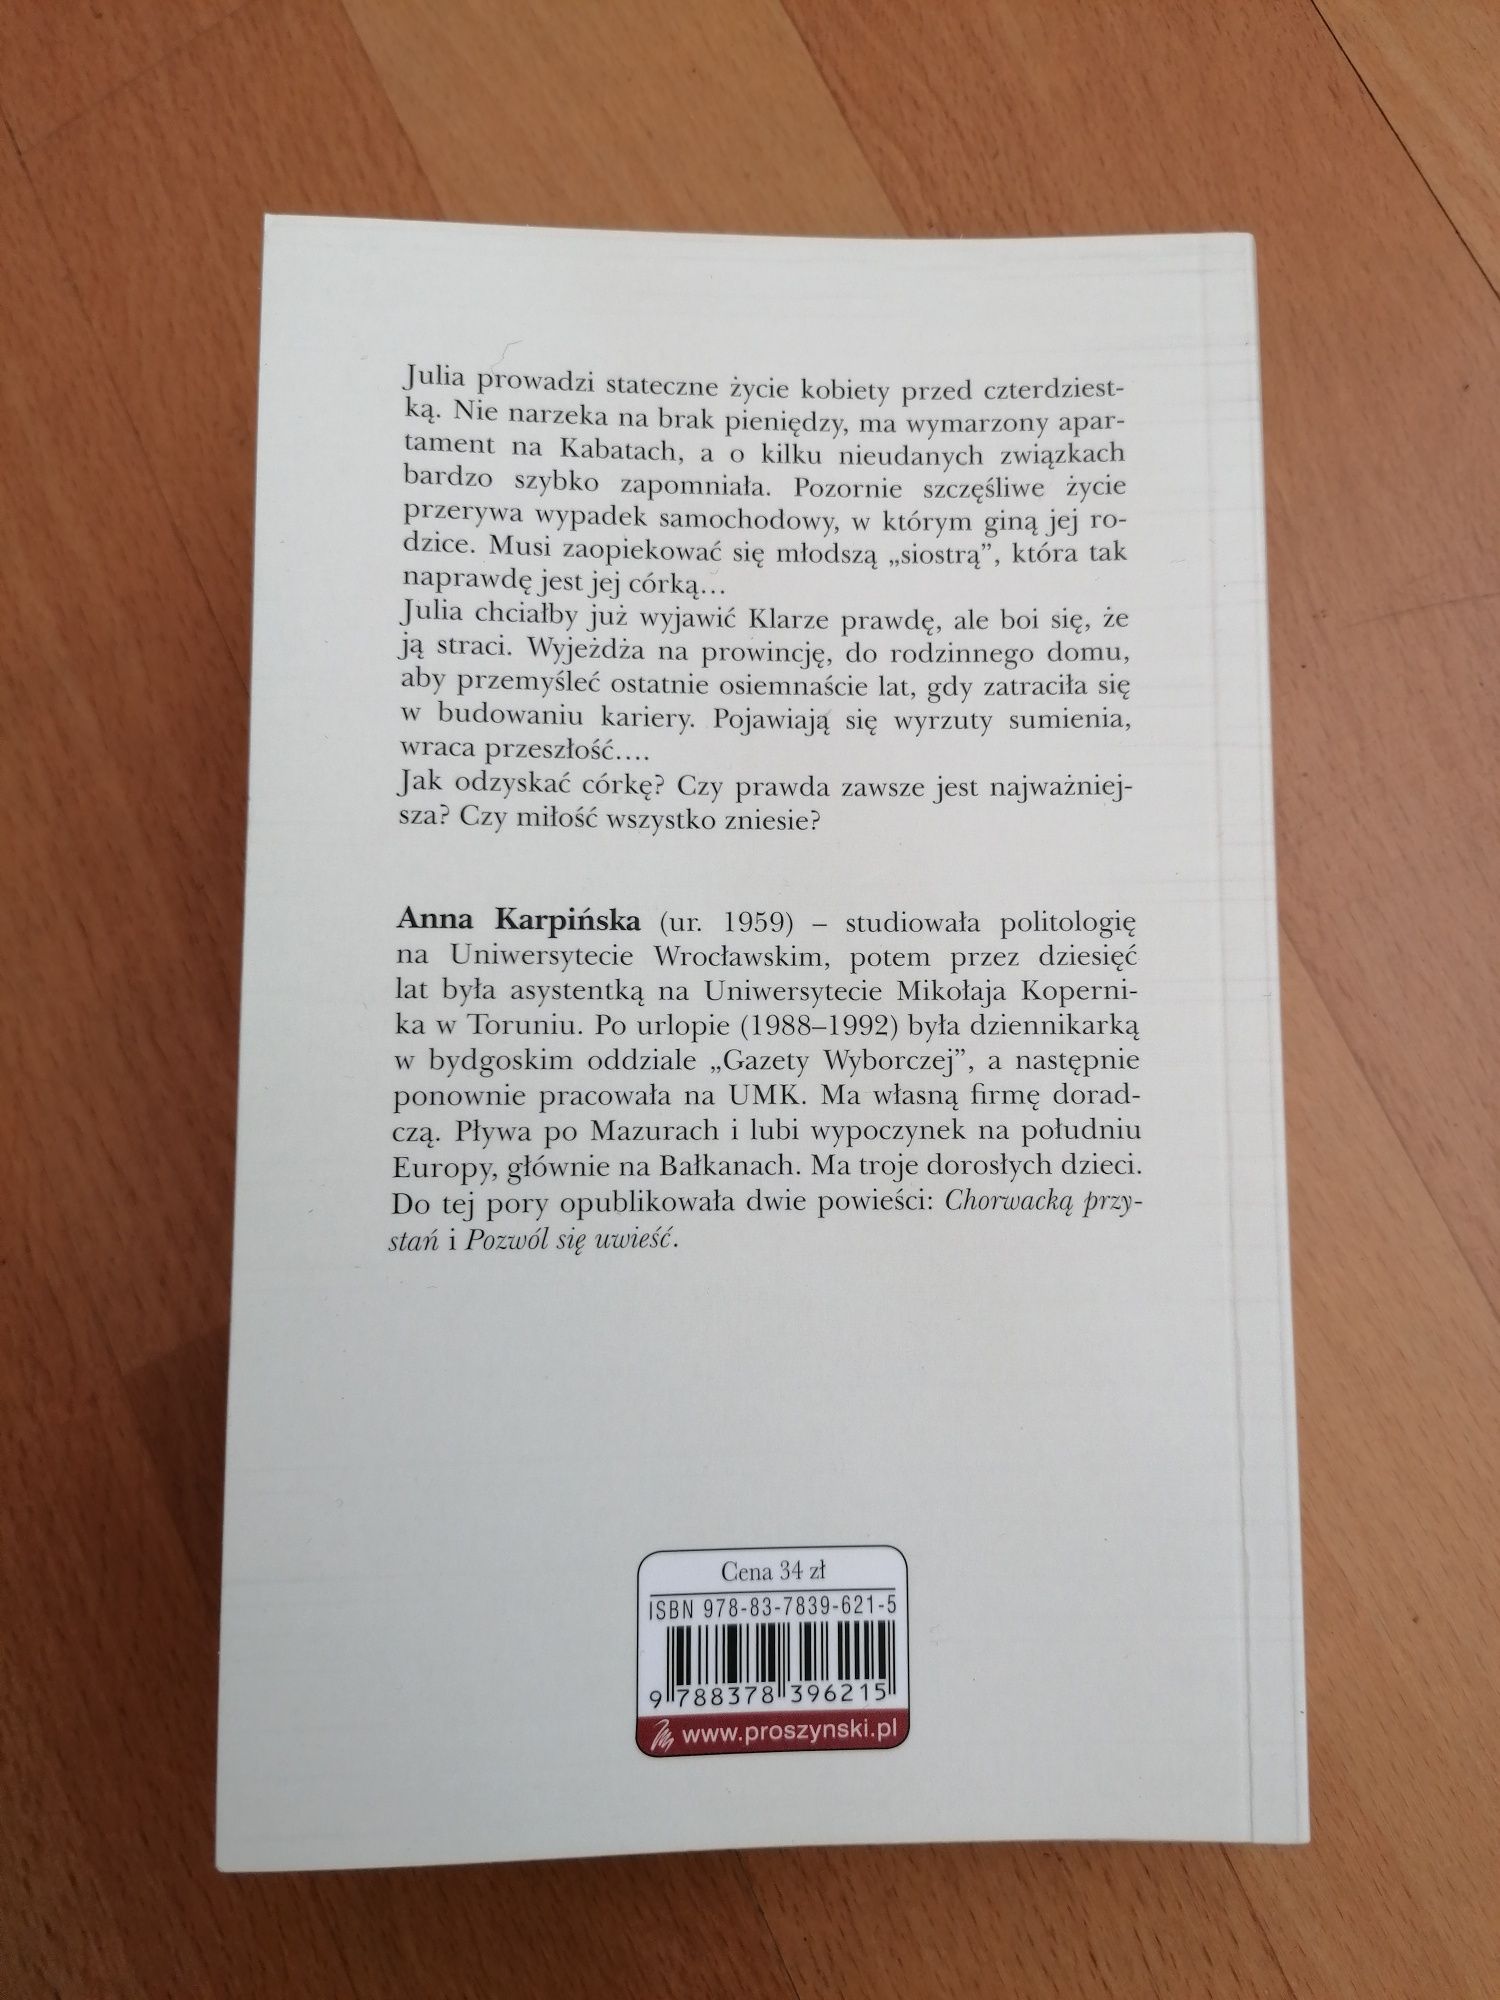 Julia prowadzi stateczne życie kobiety przed czterdziest-
ką. Nie narzeka na brak pieniędzy, ma wymarzony apar-
tament na Kabatach, a o kilku nieudanych związkach
bardzo szybko zapomniała. Pozornie szczęśliwe życie
przerywa wypadek samochodowy, w którym giną jej ro-
dzice. Musi zaopiekować się młodszą „siostrą”, która tak
naprawdę jest jej córką...
Julia chciałby już wyjawić Klarze prawdę, ale boi się, że
ją straci. Wyjeżdża na prowincję, do rodzinnego domu,
aby przemyśleć ostatnie osiemnaście lat, gdy zatraciła się
w budowaniu kariery. Pojawiają się wyrzuty sumienia,
wraca przeszłość....
Jak odzyskać córkę? Czy prawda zawsze jest najważniej-
sza? Czy miłość wszystko zniesie?
Anna Karpińska (ur. 1959) – studiowała politologię
na Uniwersytecie Wrocławskim, potem przez dziesięć
lat była asystentką na Uniwersytecie Mikołaja Koperni-
ka w Toruniu. Po urlopie (1988–1992) była dziennikarką
w bydgoskim oddziale „Gazety Wyborczej”, a następnie
ponownie pracowała na UMK. Ma własną firmę dorad-
czą. Pływa po Mazurach i lubi wypoczynek na południu
Europy, głównie na Bałkanach. Ma troje dorosłych dzieci.
Do tej pory opublikowała dwie powieści: Chorwacką przy-
stań i Pozwól się uwieść.
Cena 34 zł
ISBN 978-83-7839-621-5
9 788378 396215
www.proszynski.pl